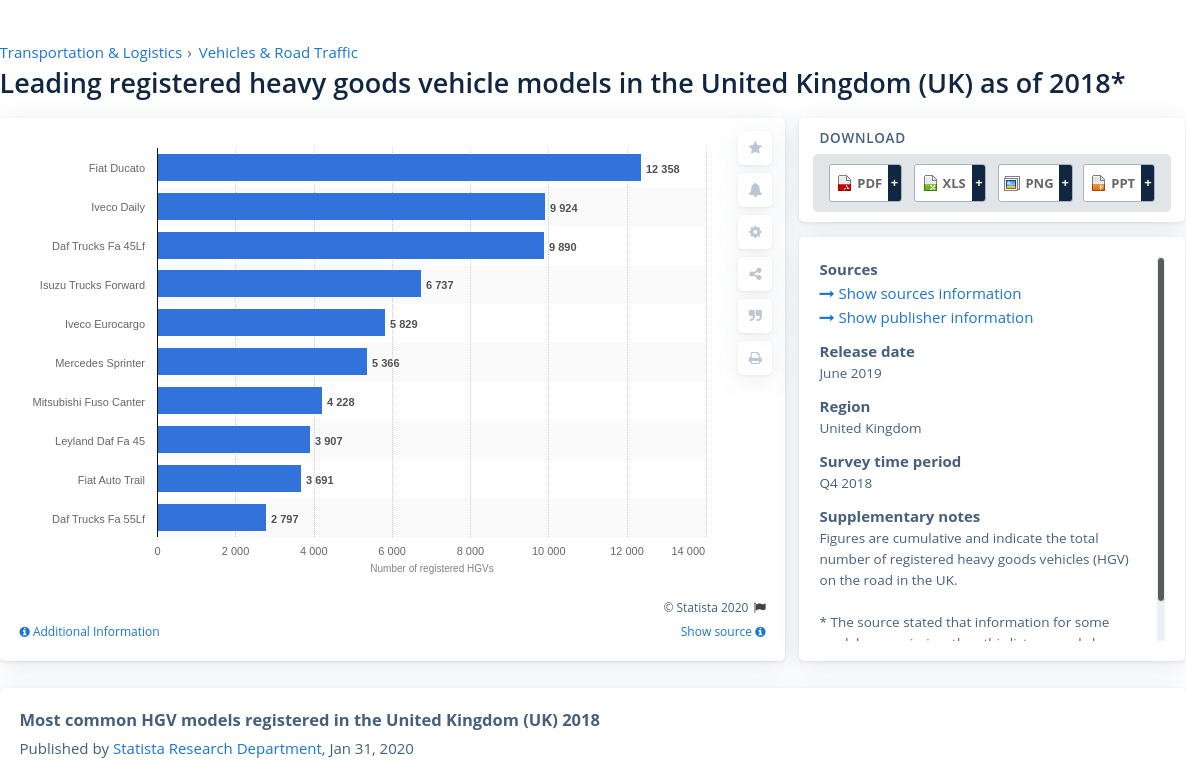 Transportation & Logistics › Vehicles & Road Traffic
Leading registered heavy goods vehicle models in the United Kingdom (UK) as of 2018*
Fiat Ducato 12 358
Iveco Daily 9 924
Daf Trucks Fa 45Lf 9 890
Isuzu Trucks Forward 6 737
Iveco Eurocargo 5 829
Mercedes Sprinter 5 366
Mitsubishi Fuso Canter 4 228
Leyland Daf Fa 45 3 907
Fiat Auto Trail 3 691
Daf Trucks Fa 55Lf 2 797
0 2 000 4 000 6 000 8 000 10 000 12 000 14 000
Number of registered HGVs
© Statista 2020
Additional Information
Show source
DOWNLOAD
PDF + XLS + PNG + PPT +
Sources
Show sources information
Show publisher information
Release date
June 2019
Region
United Kingdom
Survey time period
Q4 2018
Supplementary notes
Figures are cumulative and indicate the total
number of registered heavy goods vehicles (HGV)
on the road in the UK.
* The source stated that information for some
Most common HGV models registered in the United Kingdom (UK) 2018
Published by Statista Research Department, Jan 31, 2020